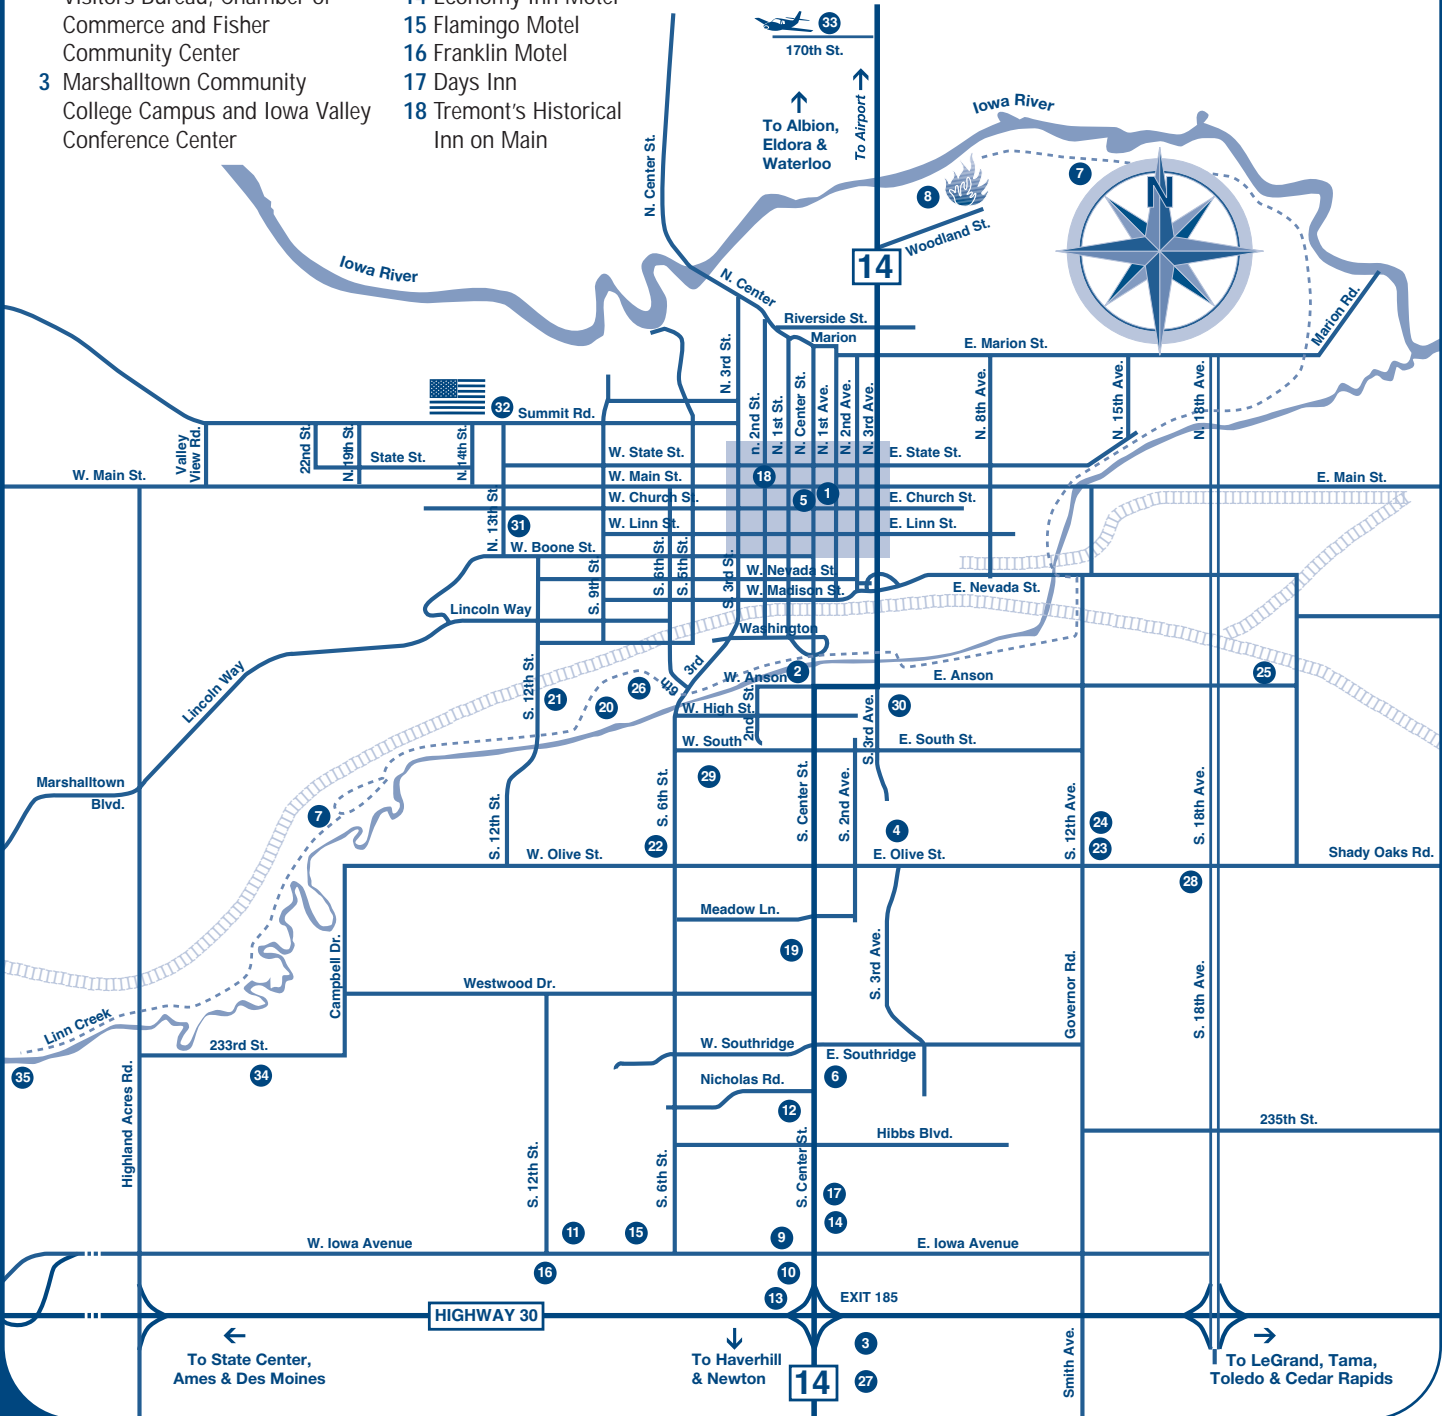 Visitors Bureau, Chamber of
Commerce and Fisher
Community Center
3 Marshalltown Community
College Campus and Iowa Valley
Conference Center
14 Economy Inn Motel
15 Flamingo Motel
16 Franklin Motel
17 Days Inn
18 Tremont's Historical
Inn on Main
33
170th St.
To Albion,
Eldora &
Waterloo
To Airport
Iowa River
N. Center St.
8
7
N
Woodland St.
14
Iowa River
N. Center
Riverside St.
Marion
E. Marion St.
Marion Rd.
N. 3rd St.
n. 2nd St.
N. 1st St.
N. Center St.
N. 1st Ave.
N. 2nd Ave.
N. 3rd Ave.
N. 8th Ave.
N. 15th Ave.
N. 18th Ave.
32
Summit Rd.
Valley
View Rd.
22nd St.
N. 19th St.
State St.
N. 14th St.
W. State St.
E. State St.
W. Main St.
W. Main St.
18
E. Main St.
W. Church St.
5
1
E. Church St.
N. 13th St.
31
W. Linn St.
E. Linn St.
W. Boone St.
S. 9th St.
S. 6th St.
S. 5th St.
S. 3rd St.
W. Nevada St.
W. Madison St.
E. Nevada St.
Lincoln Way
Washington
Lincoln Way
S. 12th St.
21
20
26
6th
3rd
2
W. Anson
E. Anson
25
W. High St.
2nd St.
S. 3rd Ave.
30
W. South
E. South St.
Marshalltown
Blvd.
29
7
S. 12th St.
S. 6th St.
S. Center St.
S. 2nd Ave.
4
S. 12th Ave.
24
23
S. 18th Ave.
22
W. Olive St.
E. Olive St.
Shady Oaks Rd.
28
Meadow Ln.
19
S. 3rd Ave.
Campbell Dr.
Westwood Dr.
Governor Rd.
S. 18th Ave.
Linn Creek
233rd St.
35
34
W. Southridge
E. Southridge
6
Nicholas Rd.
12
Highland Acres Rd.
Hibbs Blvd.
235th St.
S. 12th St.
S. 6th St.
S. Center St.
17
14
11
15
9
W. Iowa Avenue
E. Iowa Avenue
16
10
13
EXIT 185
HIGHWAY 30
3
27
To State Center,
Ames & Des Moines
To Haverhill
& Newton
14
Smith Ave.
To LeGrand, Tama,
Toledo & Cedar Rapids